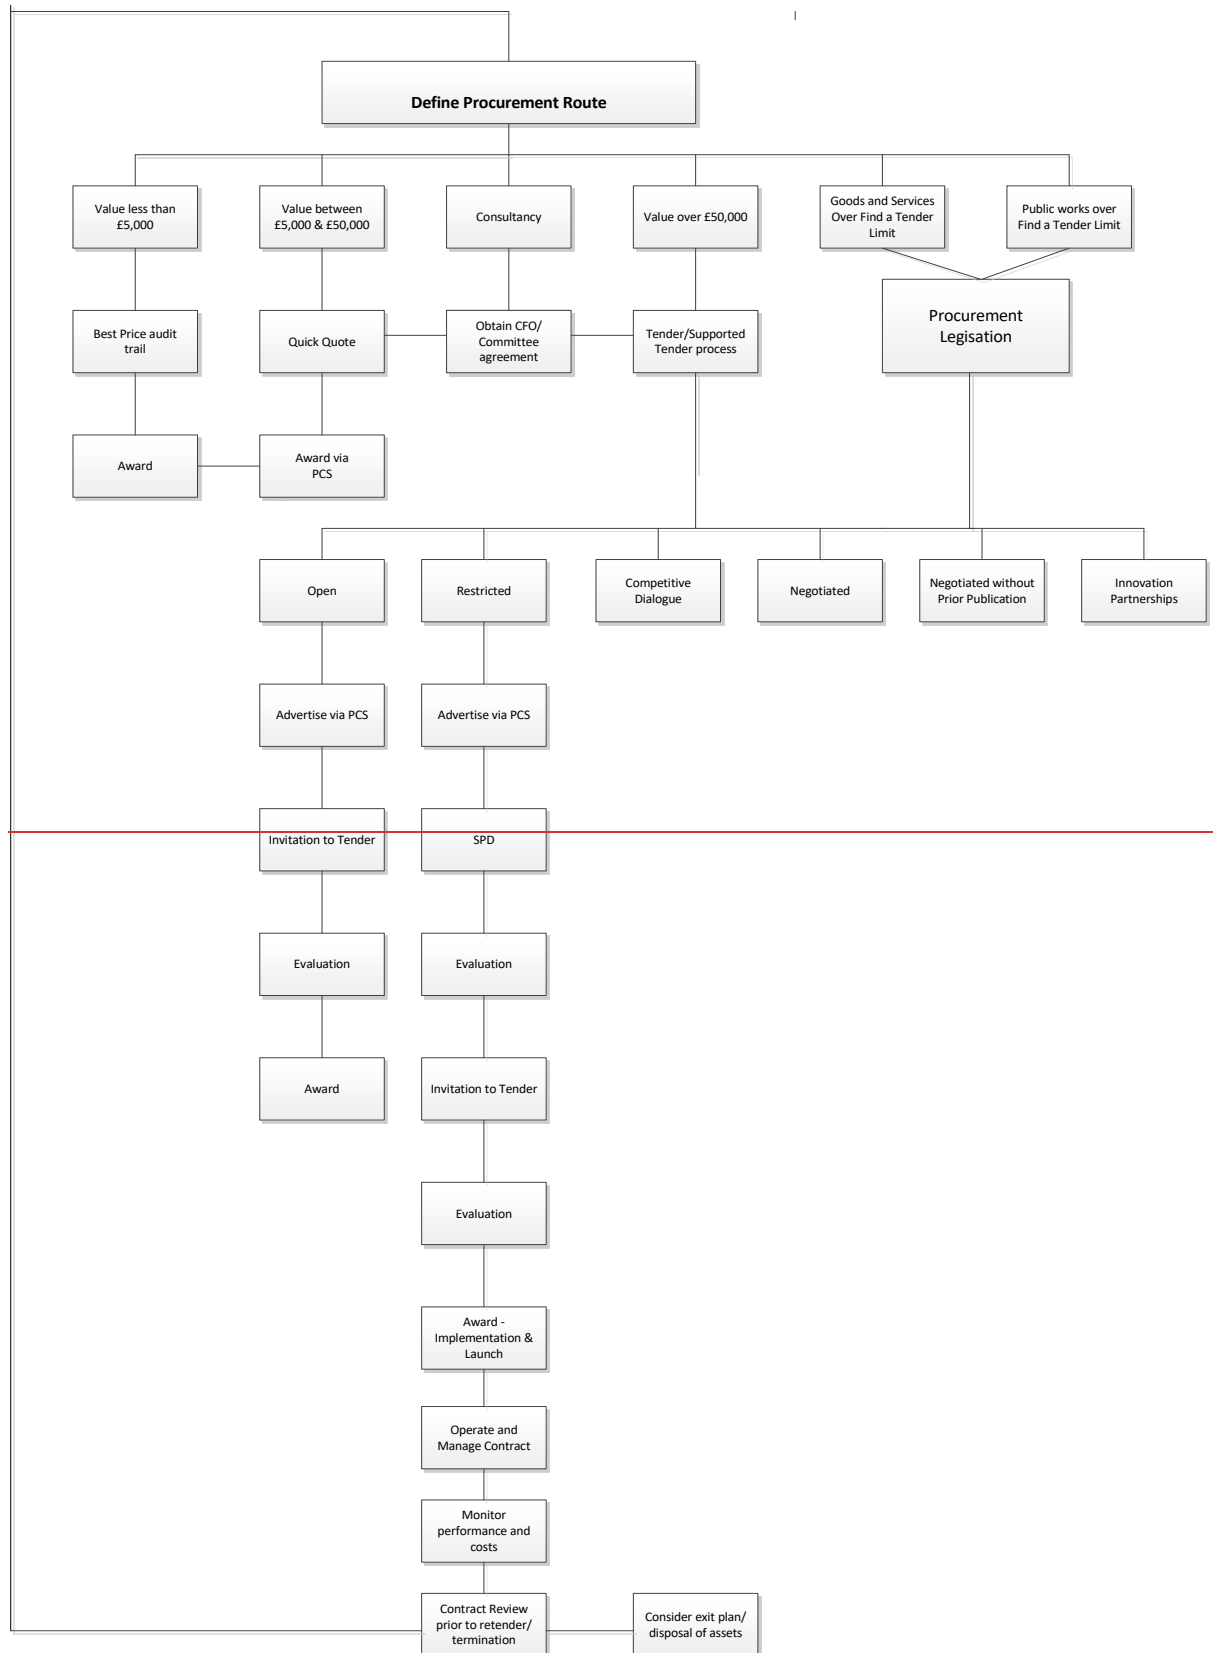 Define Procurement Route
Value less than
£5,000
Value between
£5,000 & £50,000
Consultancy
Value over £50,000
Goods and Services
Over Find a Tender
Limit
Public works over
Find a Tender Limit
Best Price audit
trail
Quick Quote
Obtain CFO/
Committee
agreement
Tender/Supported
Tender process
Procurement
Legisation
Award
Award via
PCS
Open
Restricted
Competitive
Dialogue
Negotiated
Negotiated without
Prior Publication
Innovation
Partnerships
Advertise via PCS
Advertise via PCS
Invitation to Tender
SPD
Evaluation
Evaluation
Award
Invitation to Tender
Evaluation
Award -
Implementation &
Launch
Operate and
Manage Contract
Monitor
performance and
costs
Contract Review
prior to retender/
termination
Consider exit plan/
disposal of assets